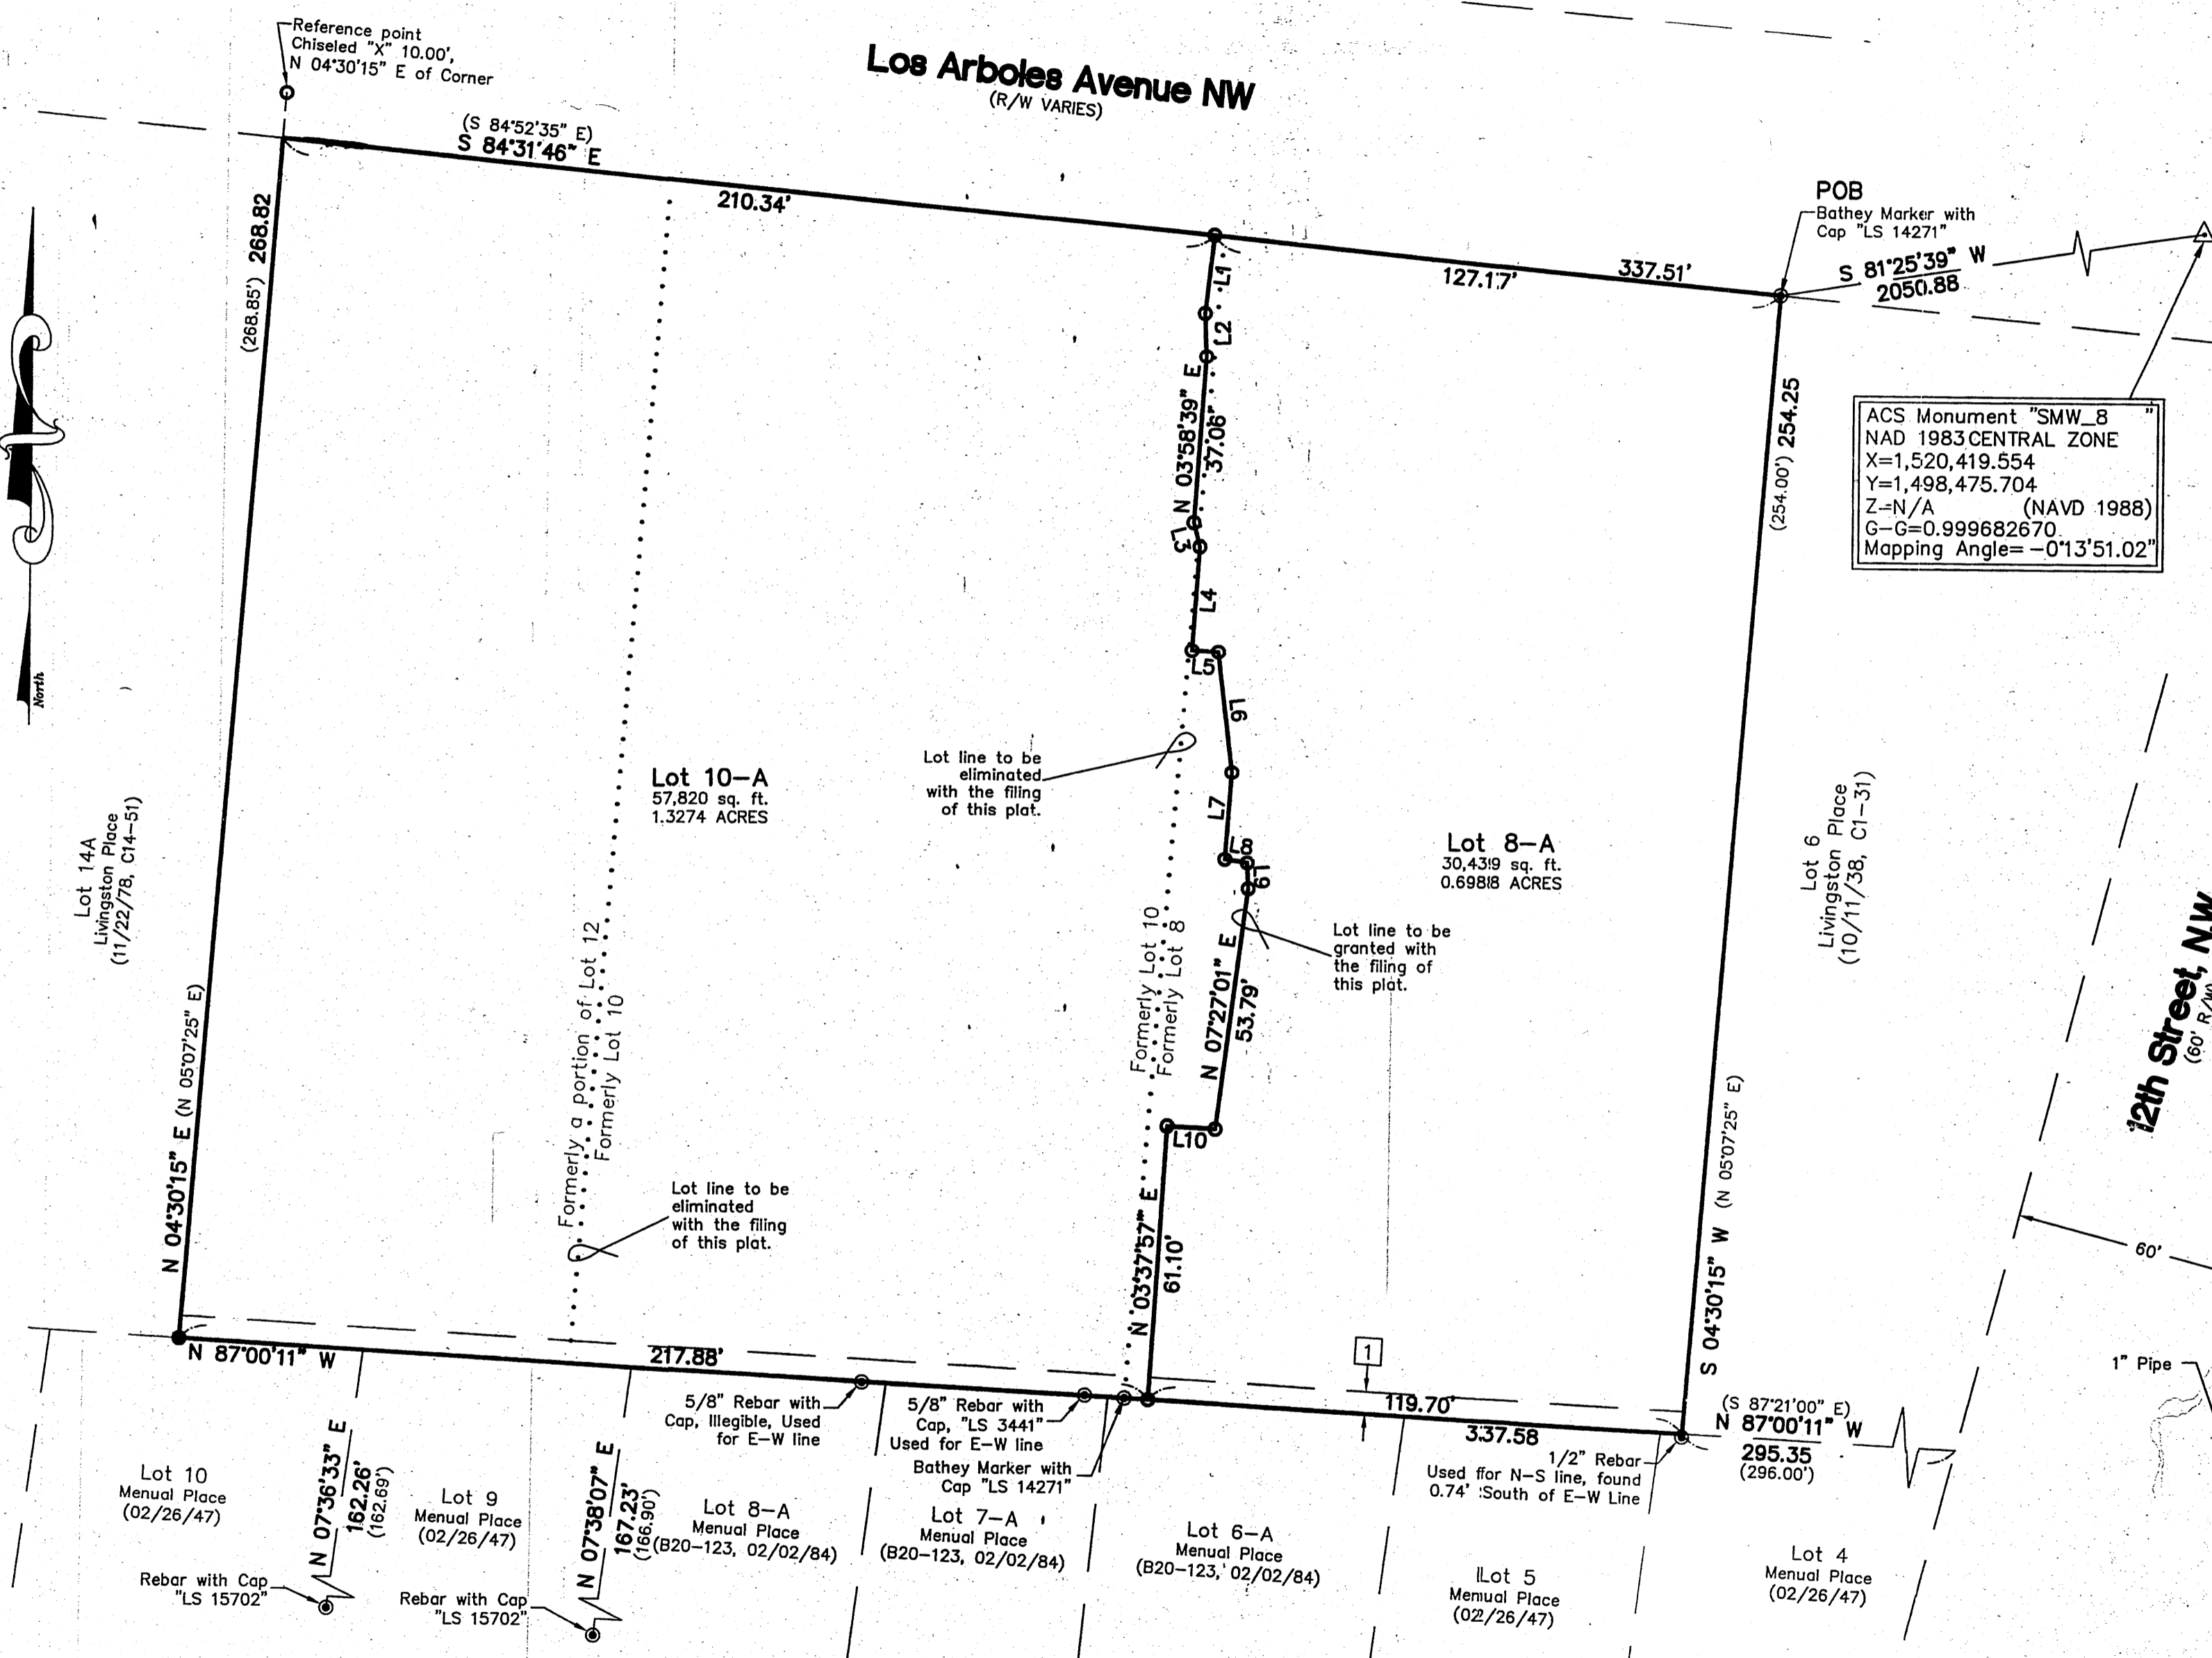 Reference point
Chiseled "X" 10.00',
N 04°30'15" E of Corner
Los Arboles Avenue NW
(R/W VARIES)
(S 84°52'35" E)
S 84°31'46" E
210.34'
127.17'
337.51'
POB
Bathey Marker with
Cap "LS 14271"
S 81°25'39" W
2050.88
ACS Monument "SMW_8 "
NAD 1983 CENTRAL ZONE
X=1,520,419.554
Y=1,498,475.704
Z=N/A (NAVD 1988)
G-G=0.999682670
Mapping Angle= -0°13'51.02"
(268.85') 268.82
N 04°30'15" E (N 05°07'25" E)
North
Lot 14A
Livingston Place
(11/22/78, C14-51)
L1
L2
N 03°58'39" E
37.06"
L3
L4
L5
L6
L7
L8
L9
N 07°27'01" E
53.79'
L10
N 03°37'57" E
61.10'
(254.00') 254.25
S 04°30'15" W (N 05°07'25" E)
Lot line to be
eliminated
with the filing
of this plat.
Lot 10-A
57,820 sq. ft.
1.3274 ACRES
Lot 8-A
30,439 sq. ft.
0.6988 ACRES
Lot line to be
granted with
the filing of
this plat.
Formerly a portion of Lot 12
Formerly Lot 10
Formerly Lot 10
Formerly Lot 8
Lot line to be
eliminated
with the filing
of this plat.
Lot 6
Livingston Place
(10/11/38, C1-31)
12th Street, NW
(60' R/W)
60'
1" Pipe
N 87°00'11" W
217.88'
1
119.70'
337.58
(S 87°21'00" E)
N 87°00'11" W
295.35
(296.00')
5/8" Rebar with
Cap, Illegible, Used
for E-W line
5/8" Rebar with
Cap, "LS 3441"
Used for E-W line
Bathey Marker with
Cap "LS 14271"
1/2" Rebar
Used for N-S line, found
0.74' South of E-W Line
Lot 10
Menual Place
(02/26/47)
N 07°36'33" E
162.26'
(162.69')
Lot 9
Menual Place
(02/26/47)
N 07°38'07" E
167.23'
(166.90')
Lot 8-A
Menual Place
(B20-123, 02/02/84)
Lot 7-A
Menual Place
(B20-123, 02/02/84)
Lot 6-A
Menual Place
(B20-123, 02/02/84)
Lot 5
Menual Place
(02/26/47)
Lot 4
Menual Place
(02/26/47)
Rebar with Cap
"LS 15702"
Rebar with Cap
"LS 15702"